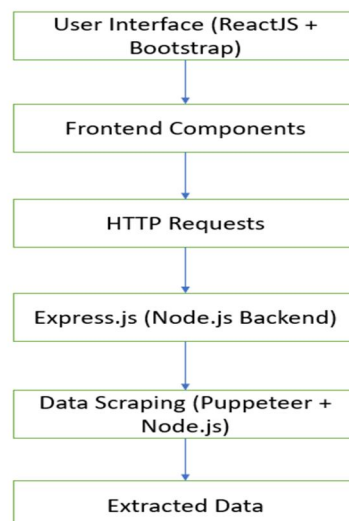 User Interface (ReactJS +
Bootstrap)
Frontend Components
HTTP Requests
Express.js (Node.js Backend)
Data Scraping (Puppeteer +
Node.js)
Extracted Data